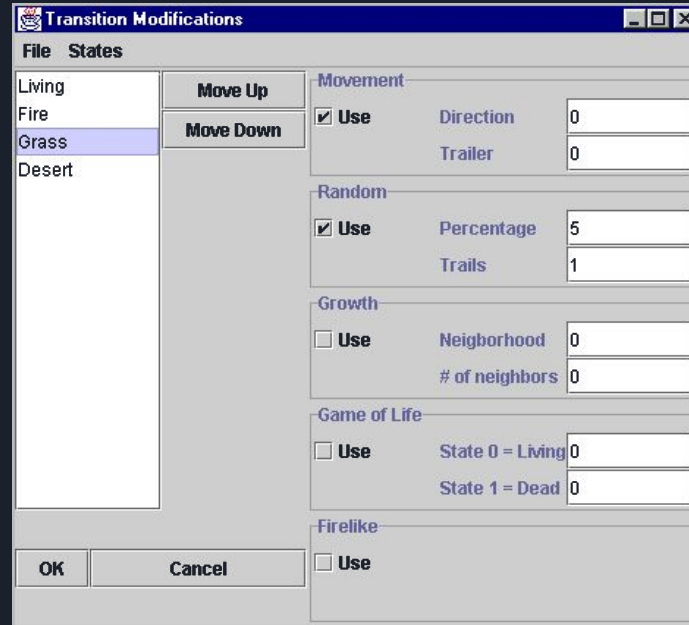 Transition Modifications
File States
Living
Fire
Grass
Desert
Move Up
Move Down
Movement
Use Direction 0
Trailer 0
Random
Use Percentage 5
Trails 1
Growth
Use Neigborhood 0
# of neighbors 0
Game of Life
Use State 0 = Living 0
State 1 = Dead 0
Firelike
Use
OK Cancel